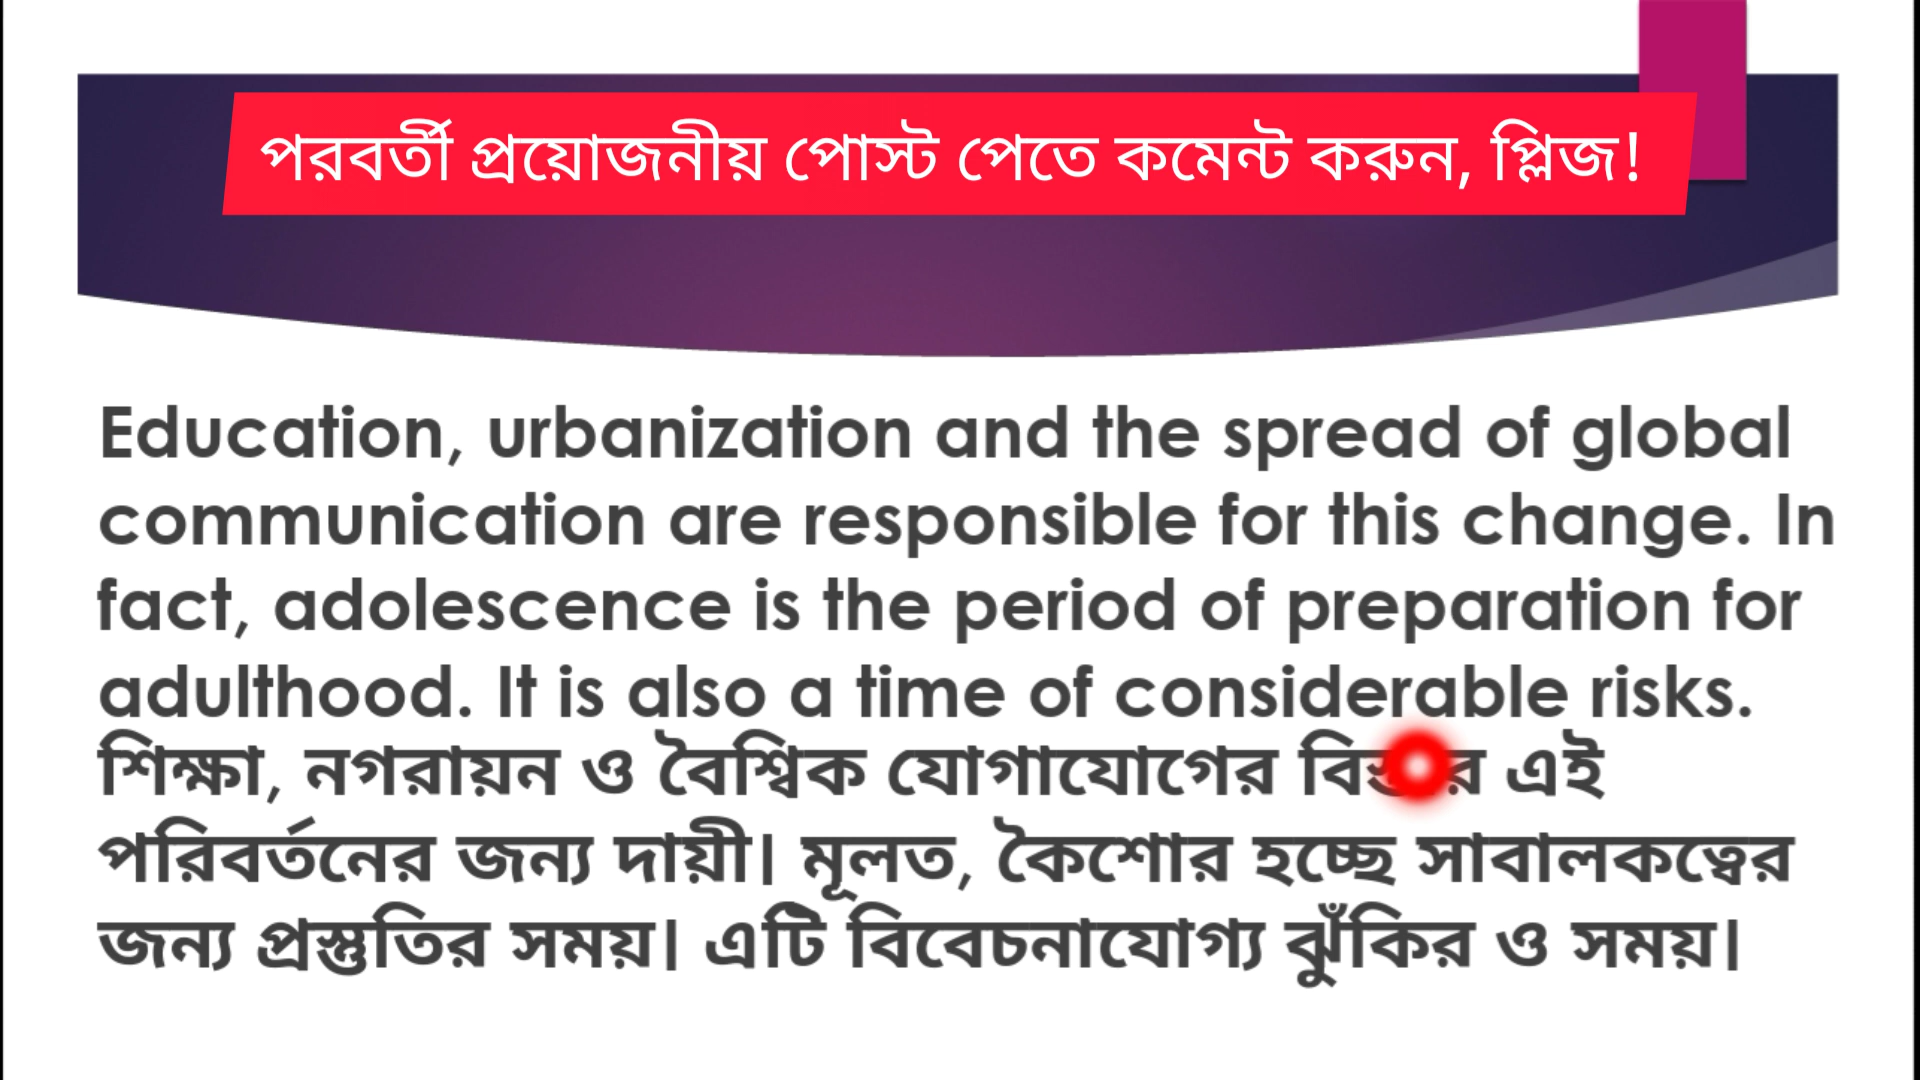 পরবর্তী প্রয়োজনীয় পোস্ট পেতে কমেন্ট করুন, প্লিজ!
Education, urbanization and the spread of global
communication are responsible for this change. In
fact, adolescence is the period of preparation for
adulthood. It is also a time of considerable risks.
শিক্ষা, নগরায়ন ও বৈশ্বিক যোগাযোগের এই
পরিবর্তনের জন্য দায়ী। মূলত, কৈশোর হচ্ছে সাবালকত্বের
জন্য প্রস্তুতির সময়। এটি বিবেচনাযোগ্য ঝুঁকির ও সময়।